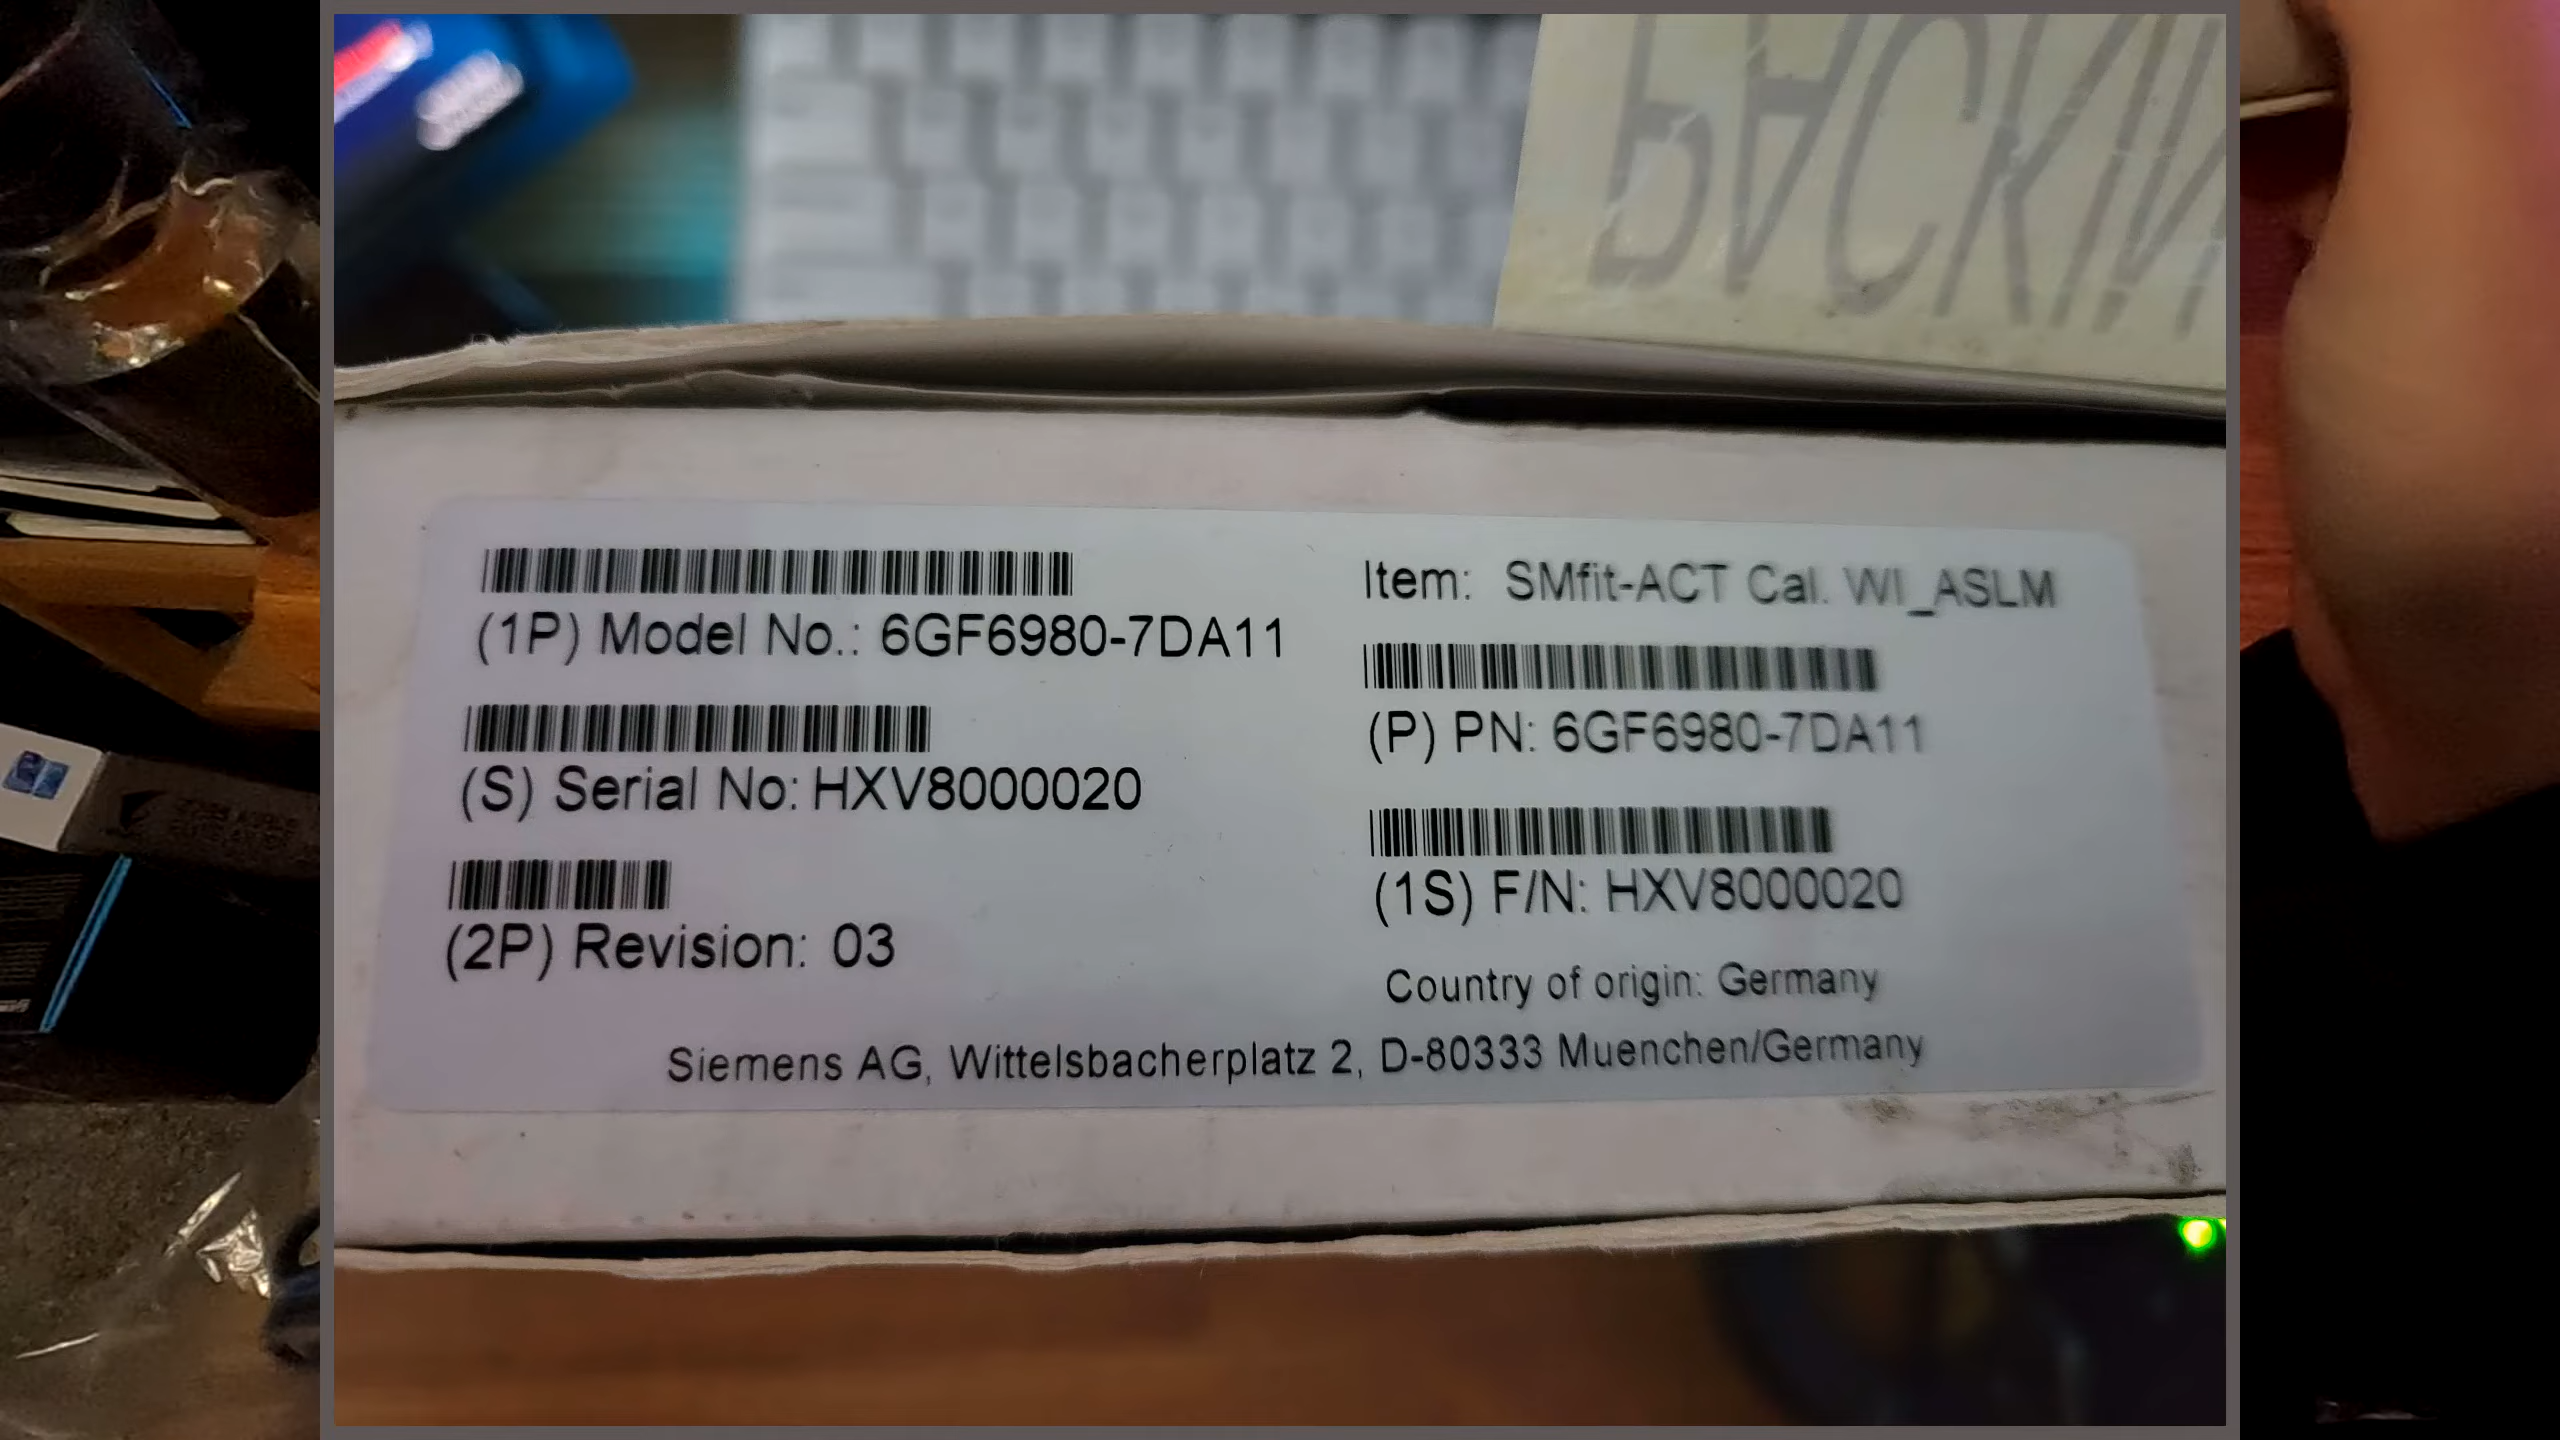 PACKIN
(1P) Model No.: 6GF6980-7DA11
(S) Serial No: HXV8000020
(2P) Revision: 03
Item: SMfit-ACT Cal. WI_ASLM
(P) PN: 6GF6980-7DA11
(1S) F/N: HXV8000020
Country of origin: Germany
Siemens AG, Wittelsbacherplatz 2, D-80333 Muenchen/Germany